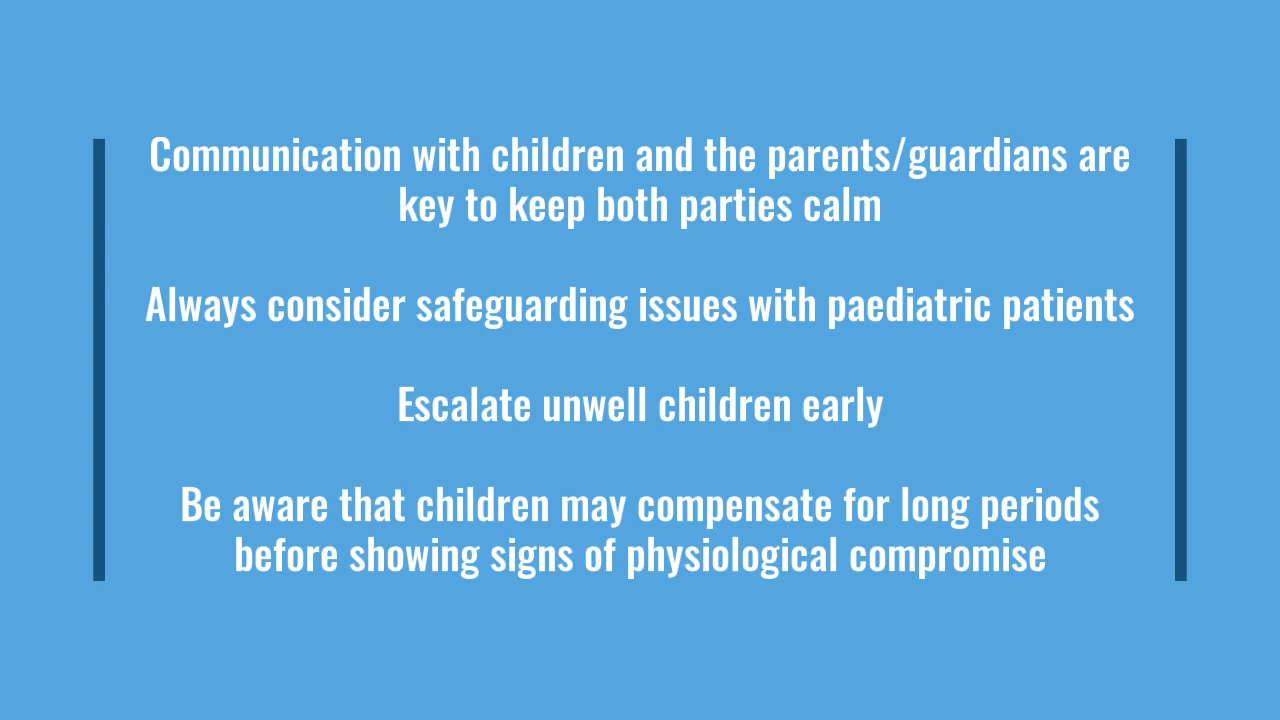 Communication with children and the parents/guardians are
key to keep both parties calm
Always consider safeguarding issues with paediatric patients
Escalate unwell children early
Be aware that children may compensate for long periods
before showing signs of physiological compromise